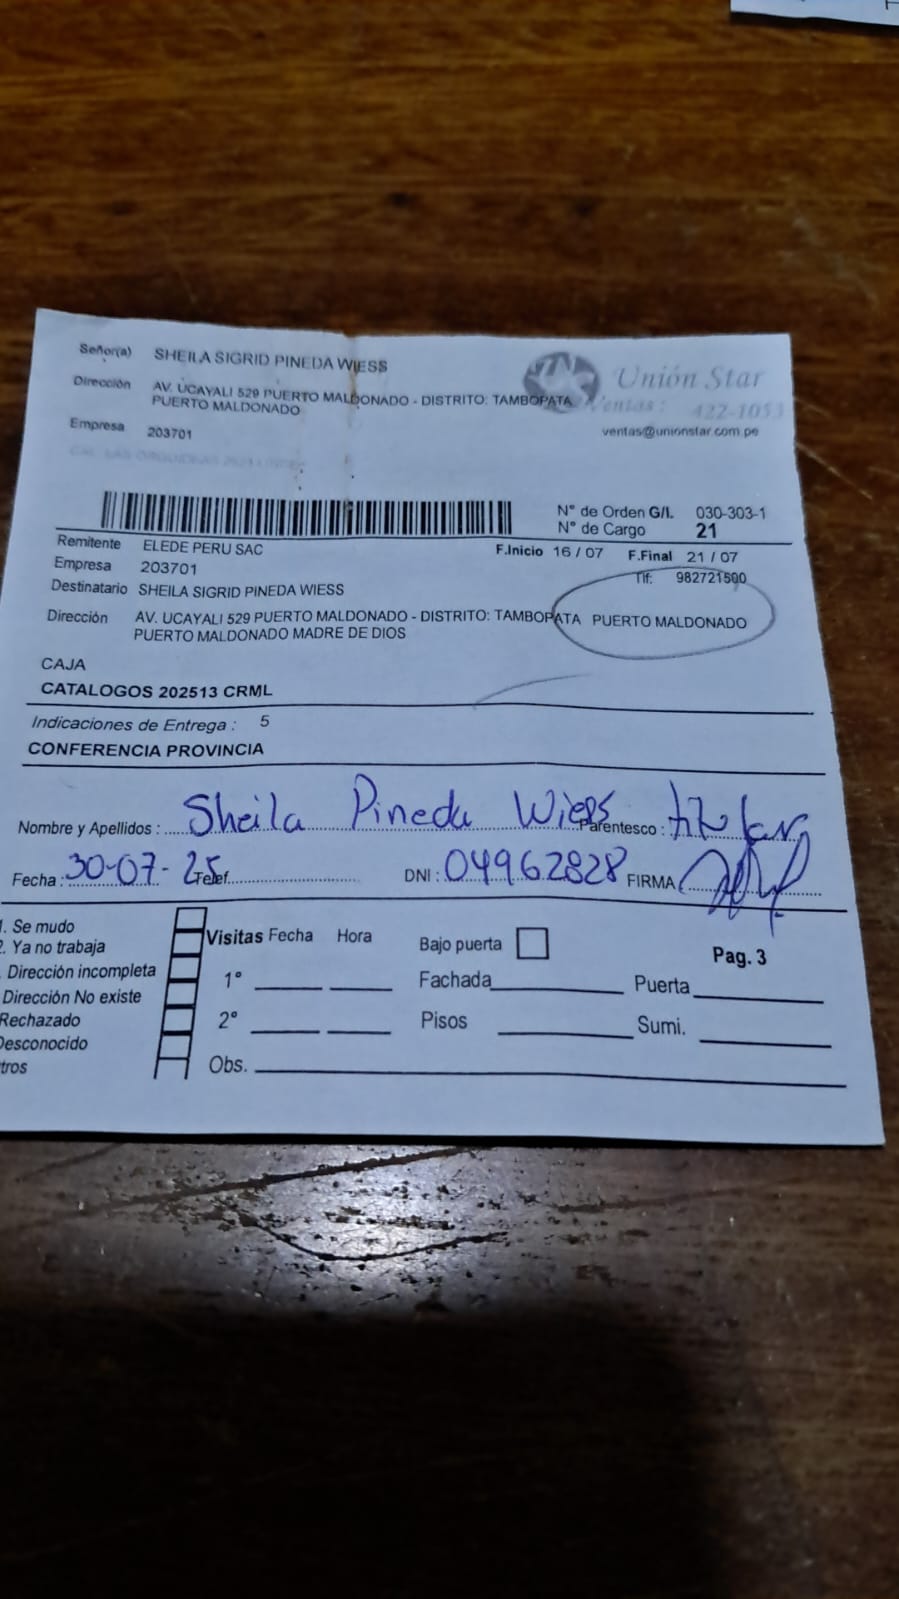 Señor(a) SHEILA SIGRID PINEDA WIESS
Dirección AV. UCAYALI 529 PUERTO MALDONADO - DISTRITO: TAMBOPATA
PUERTO MALDONADO
Empresa 203701
Unión Star
Ventas: 422-1053
ventas@unionstar.com.pe
N° de Orden G/I. 030-303-1
N° de Cargo 21
Remitente ELEDE PERU SAC
F.Inicio 16 / 07 F.Final 21 / 07
Empresa 203701
Tlf: 982721500
Destinatario SHEILA SIGRID PINEDA WIESS
Dirección AV. UCAYALI 529 PUERTO MALDONADO - DISTRITO: TAMBOPATA PUERTO MALDONADO
PUERTO MALDONADO MADRE DE DIOS
CAJA
CATALOGOS 202513 CRML
Indicaciones de Entrega : 5
CONFERENCIA PROVINCIA
Nombre y Apellidos : Sheila Pineda Wiess Parentesco : titular
Fecha : 30-07-25 Telef. DNI : 04962828 FIRMA
1. Se mudo
2. Ya no trabaja
Dirección incompleta
Dirección No existe
Rechazado
Desconocido
tros
Visitas Fecha Hora
1°
2°
Obs.
Bajo puerta
Fachada
Pisos
Pag. 3
Puerta
Sumi.